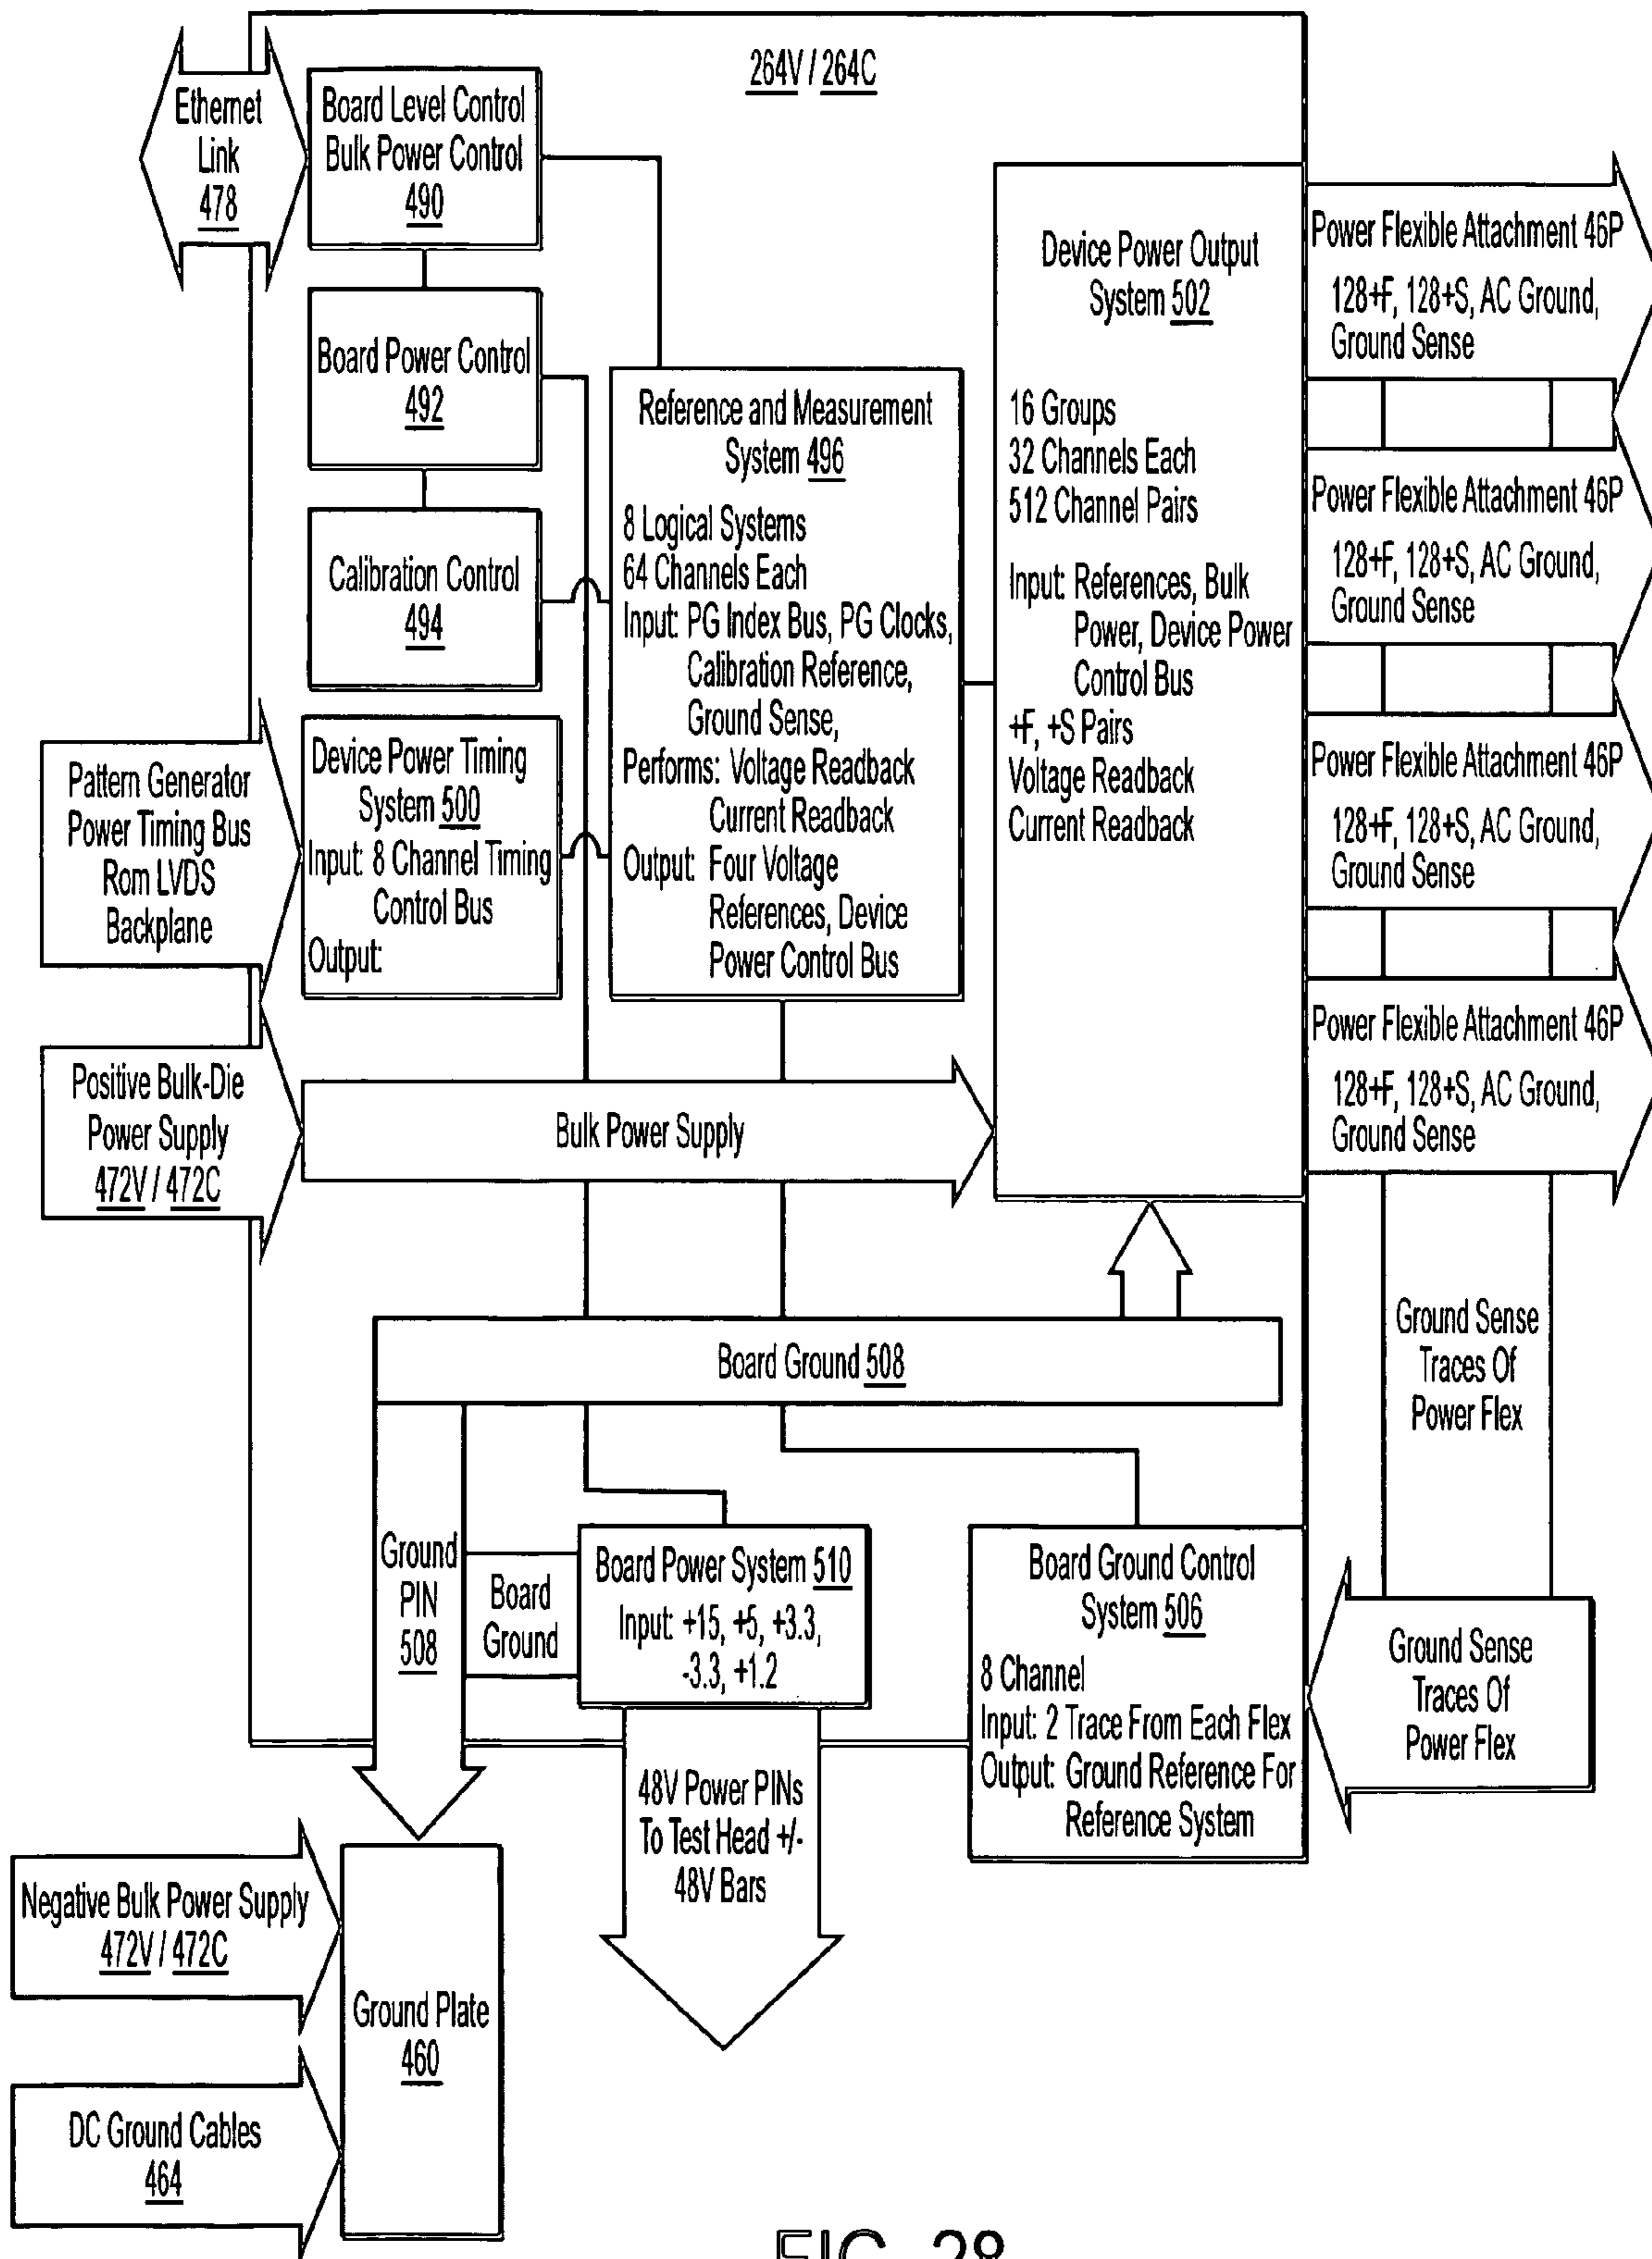 264V / 264C
Ethernet
Link
478
Board Level Control
Bulk Power Control
490
Board Power Control
492
Calibration Control
494
Pattern Generator
Power Timing Bus
Rom LVDS
Backplane
Device Power Timing
System 500
Input: 8 Channel Timing
Control Bus
Output:
Reference and Measurement
System 496
8 Logical Systems
64 Channels Each
Input: PG Index Bus, PG Clocks,
Calibration Reference,
Ground Sense,
Performs: Voltage Readback
Current Readback
Output: Four Voltage
References, Device
Power Control Bus
Device Power Output
System 502
16 Groups
32 Channels Each
512 Channel Pairs
Input: References, Bulk
Power, Device Power
Control Bus
+F, +S Pairs
Voltage Readback
Current Readback
Power Flexible Attachment 46P
128+F, 128+S, AC Ground,
Ground Sense
Power Flexible Attachment 46P
128+F, 128+S, AC Ground,
Ground Sense
Power Flexible Attachment 46P
128+F, 128+S, AC Ground,
Ground Sense
Power Flexible Attachment 46P
128+F, 128+S, AC Ground,
Ground Sense
Positive Bulk-Die
Power Supply
472V / 472C
Bulk Power Supply
Board Ground 508
Ground Sense
Traces Of
Power Flex
Ground
PIN
508
Board
Ground
Board Power System 510
Input: +15, +5, +3.3,
-3.3, +1.2
Board Ground Control
System 506
8 Channel
Input: 2 Trace From Each Flex
Output: Ground Reference For
Reference System
Ground Sense
Traces Of
Power Flex
48V Power PINs
To Test Head +/-
48V Bars
Negative Bulk Power Supply
472V / 472C
Ground Plate
460
DC Ground Cables
464
FIG. 28